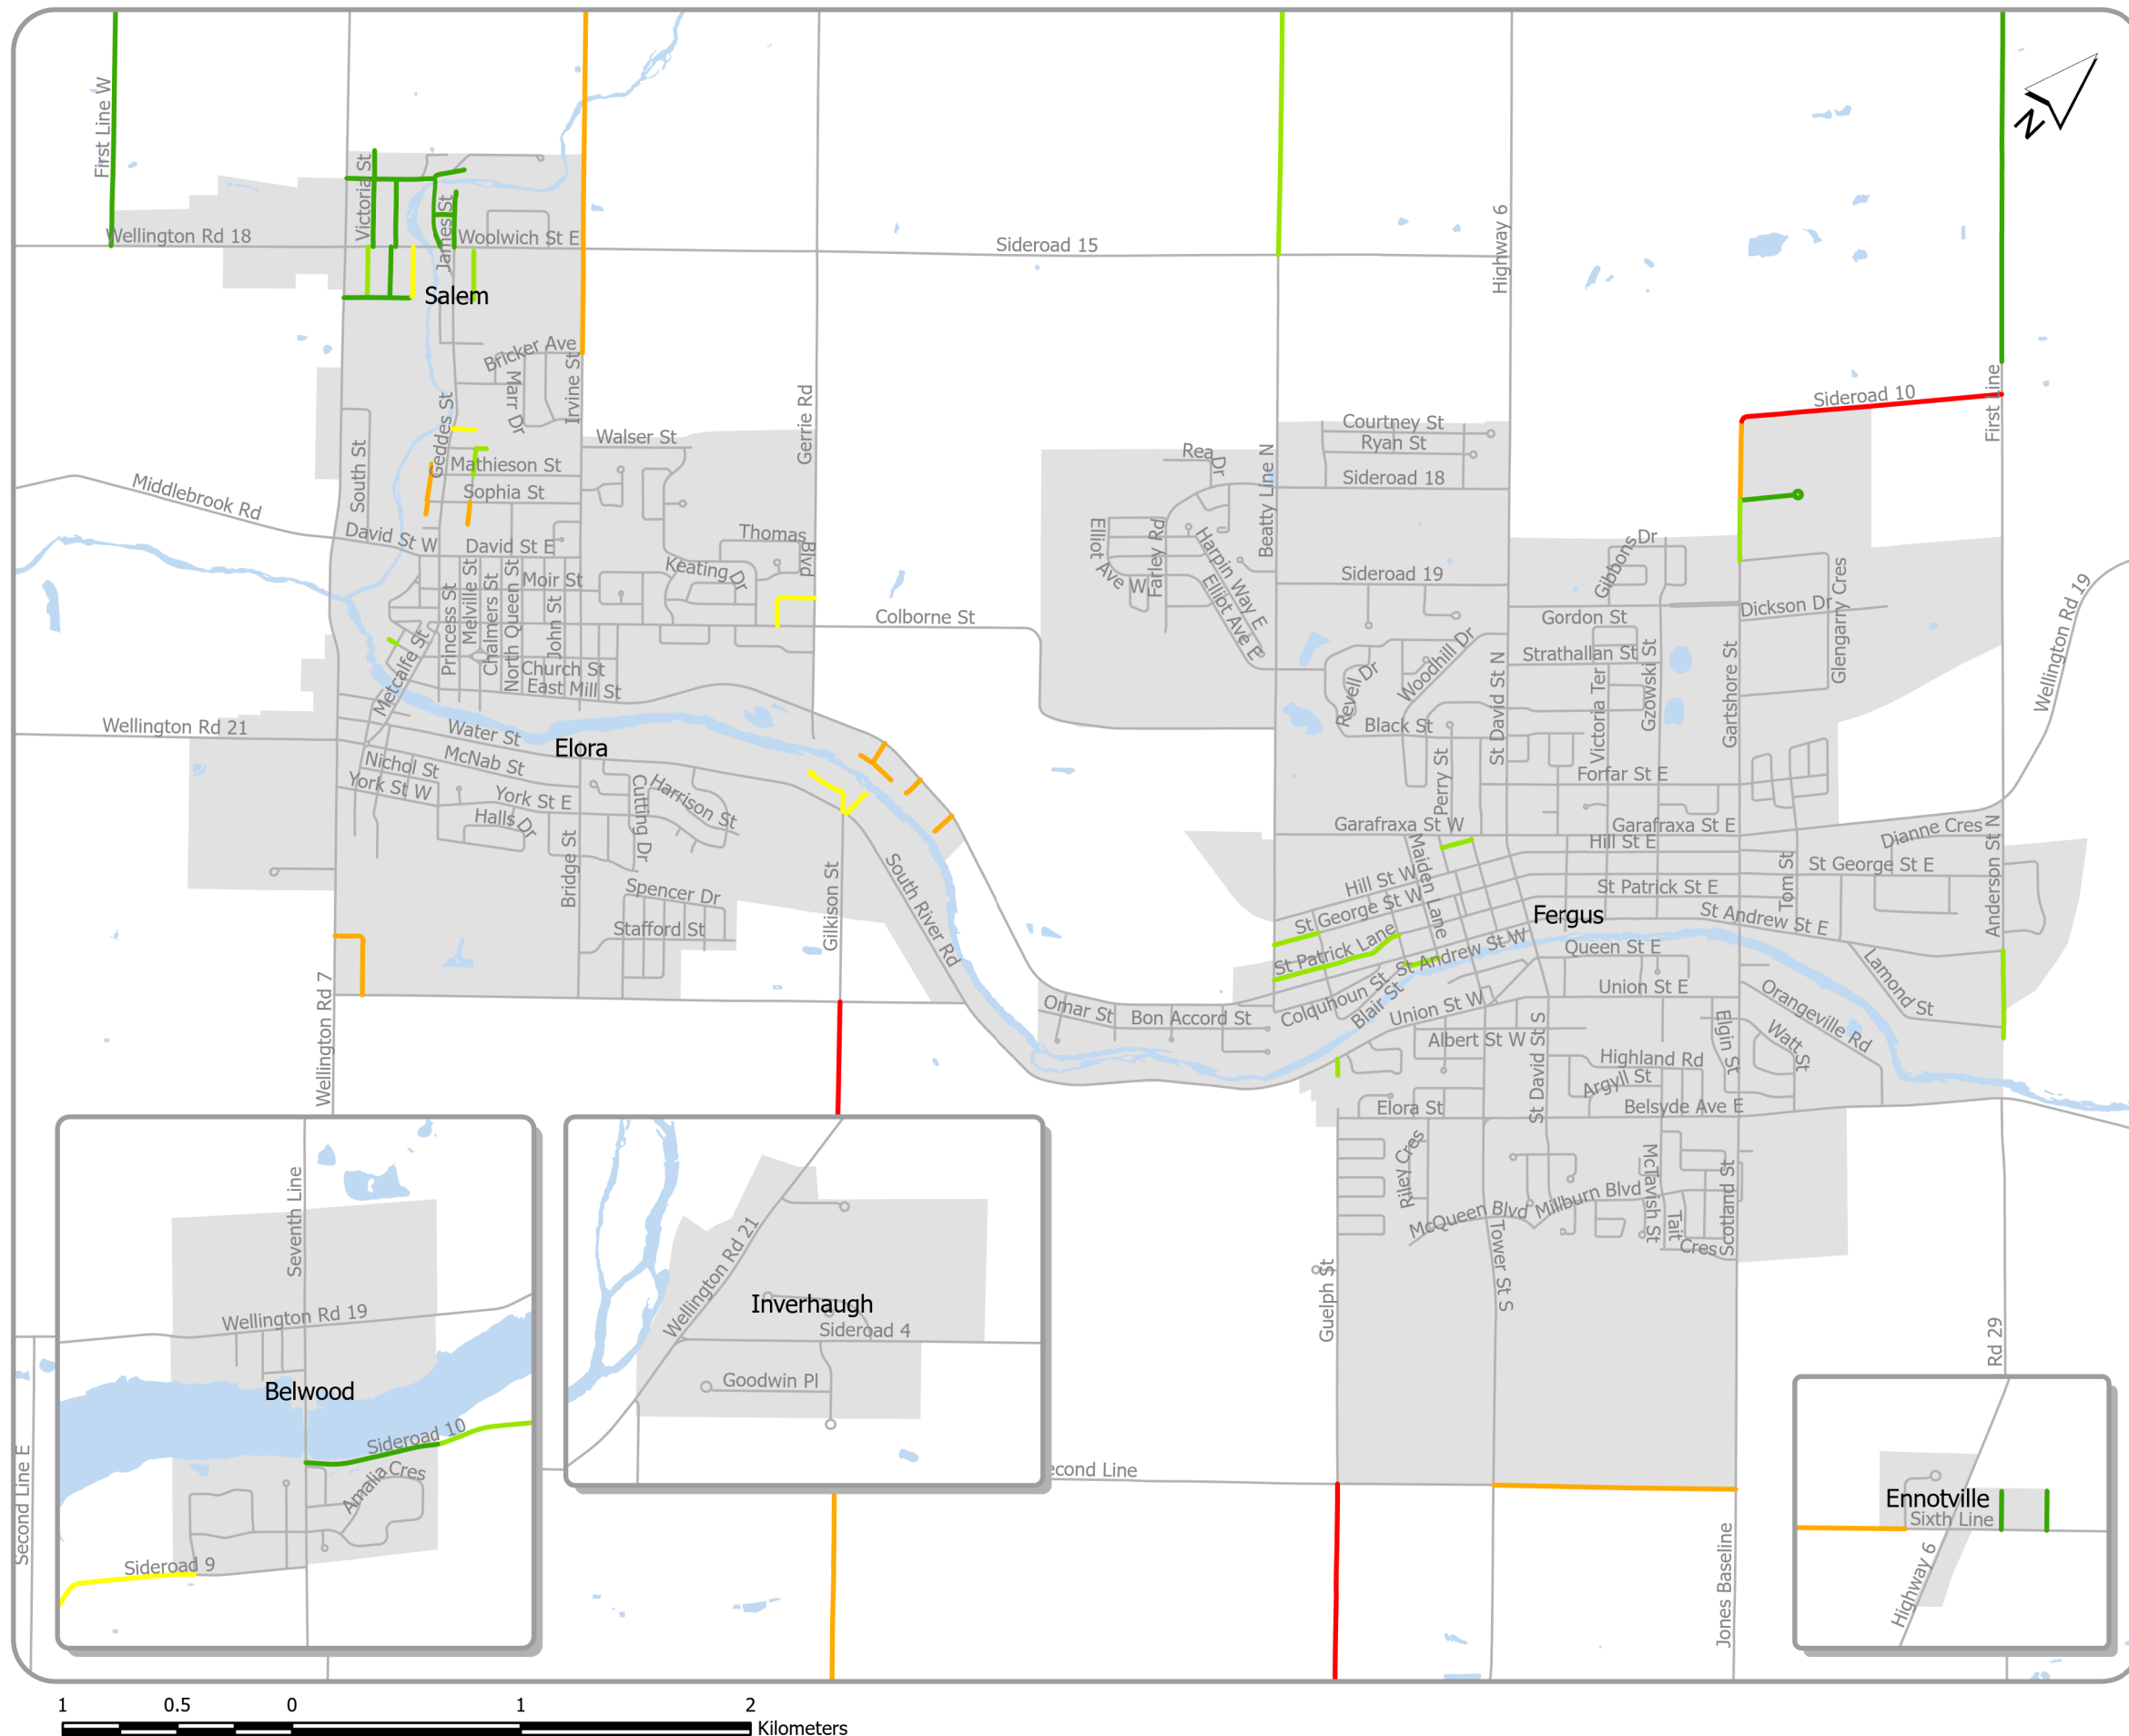 First Line W
Victoria St
Wellington Rd 18
James St
Woolwich St E
Salem
Sideroad 15
Highway 6
N
Bricker Ave
Marr Dr
Irvine St
Geddes St
South St
Mathieson St
Sophia St
Walser St
Gerrie Rd
Middlebrook Rd
David St W
David St E
Thomas
Blvd
Keating Dr
Moir St
Princess St
Melville St
Chalmers St
North Queen St
John St
Church St
East Mill St
Metcalfe St
Colborne St
Wellington Rd 21
Water St
Elora
McNab St
Nichol St
York St W
York St E
Halls Dr
Cutting Dr
Harrison St
Bridge St
Spencer Dr
Stafford St
Gilkison St
South River Rd
Wellington Rd 7
Courtney St
Ryan St
Rea
Dr
Sideroad 18
Beatty Line N
Elliot
Ave W
Farley Rd
Harpin Way E
Elliot Ave E
Sideroad 19
Sideroad 10
First Line
Gibbons Dr
Gordon St
Dickson Dr
Glengarry Cres
Wellington Rd 19
Strathallan St
Woodhill Dr
Revell Dr
Black St
St David St N
Victoria Ter
Gzowski St
Gartshore St
Perry St
Forfar St E
Garafraxa St W
Garafraxa St E
Hill St E
Dianne Cres
Anderson St N
Maiden Lane
Hill St W
St George St W
St George St E
St Patrick Lane
St Patrick St E
Tom St
Fergus
St Andrew St W
St Andrew St E
Queen St E
Colquhoun St
Blair St
Union St W
Union St E
Lamond St
Orangeville Rd
Omar St
Bon Accord St
Albert St W
St David St S
Highland Rd
Argyll St
Elgin St
Watt St
Elora St
Belsyde Ave E
Riley Cres
McQueen Blvd
Millburn Blvd
McTavish St
Tait
Cres
Scotland St
Tower St S
Guelph St
Rd 29
Jones Baseline
econd Line
Second Line E
Seventh Line
Wellington Rd 19
Belwood
Sideroad 10
Amalia Cres
Sideroad 9
Wellington Rd 21
Inverhaugh
Sideroad 4
Goodwin Pl
Ennotville
Sixth Line
Highway 6
1 0.5 0 1 2
Kilometers